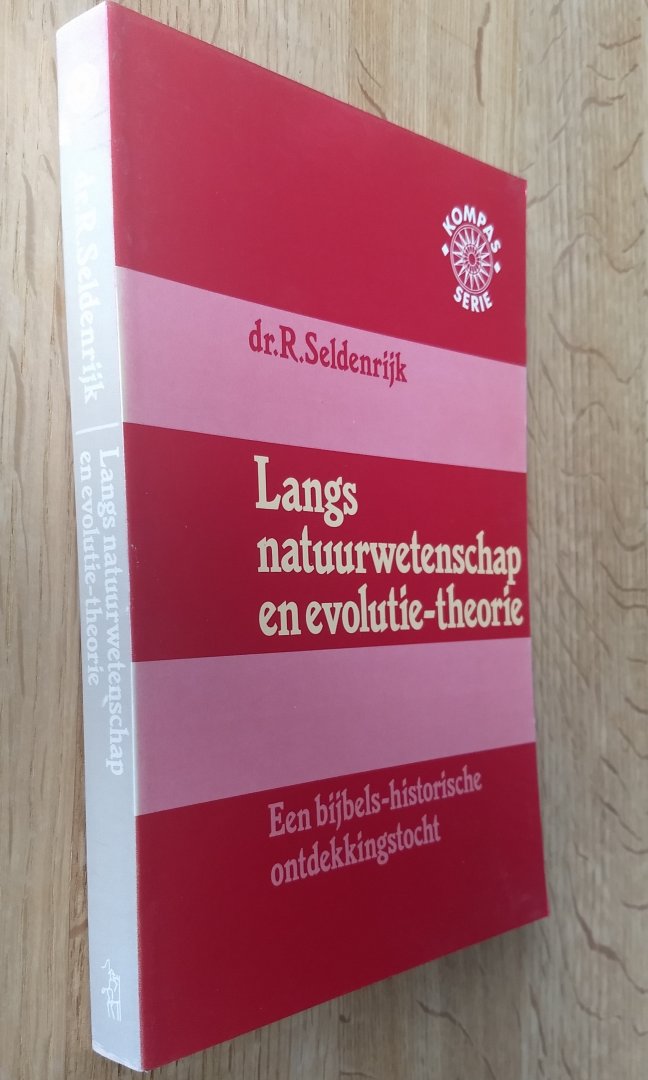 KOMPAS
SERIE
dr.R.Seldenrijk
Langs
natuurwetenschap
en evolutie-theorie
Een bijbels-historische
ontdekkingstocht
dr.R.Seldenrijk
Langs natuurwetenschap
en evolutie-theorie